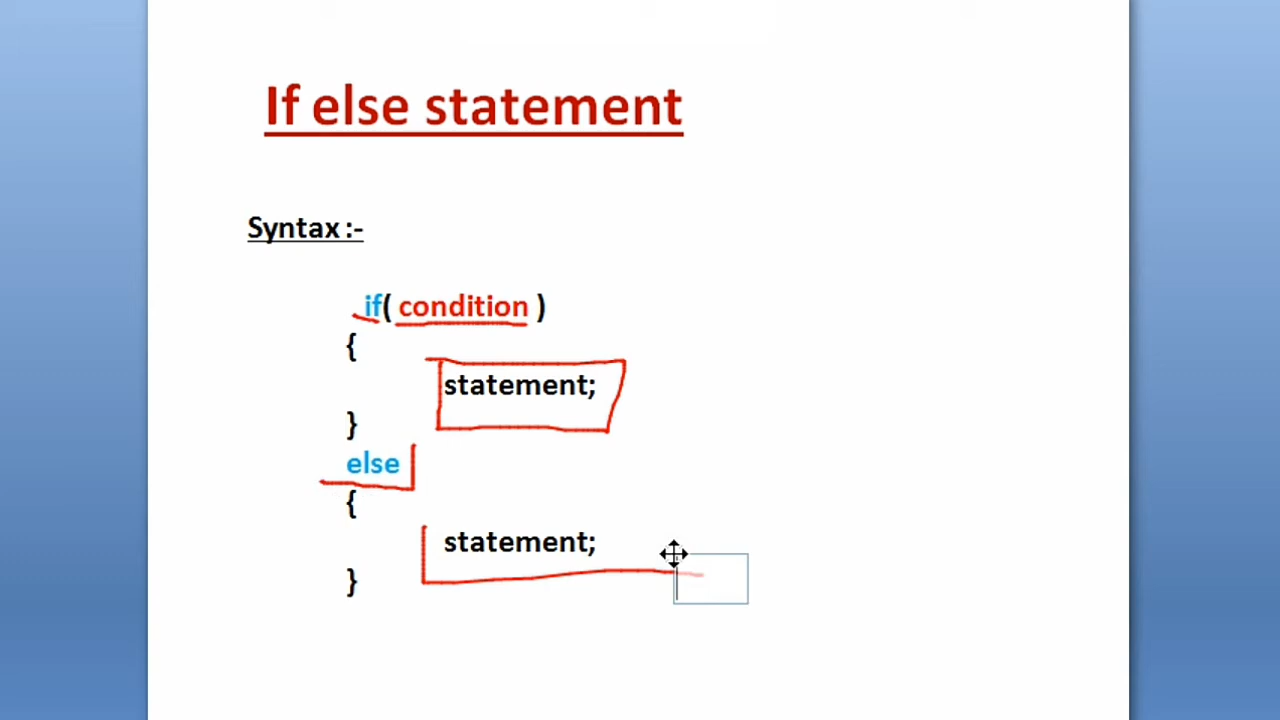 If else statement
Syntax :-
if( condition )
{
statement;
}
else
{
statement;
}